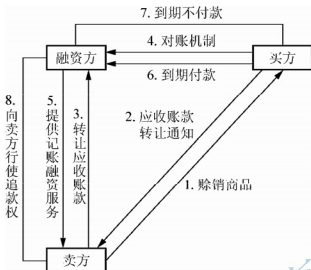 7. 到期不付款
4. 对账机制
融资方
买方
6. 到期付款
8.向卖方行使追款权
5.提供记账融资服务
3.转让应收账款
2. 应收账款
转让通知
1. 赊销商品
卖方